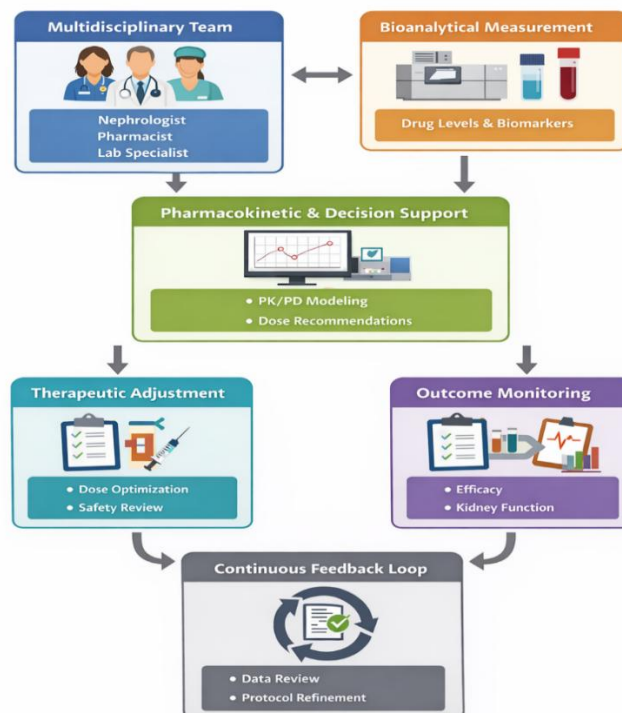 Multidisciplinary Team
Nephrologist
Pharmacist
Lab Specialist
Bioanalytical Measurement
Drug Levels & Biomarkers
Pharmacokinetic & Decision Support
• PK/PD Modeling
• Dose Recommendations
Therapeutic Adjustment
• Dose Optimization
• Safety Review
Outcome Monitoring
• Efficacy
• Kidney Function
Continuous Feedback Loop
• Data Review
• Protocol Refinement